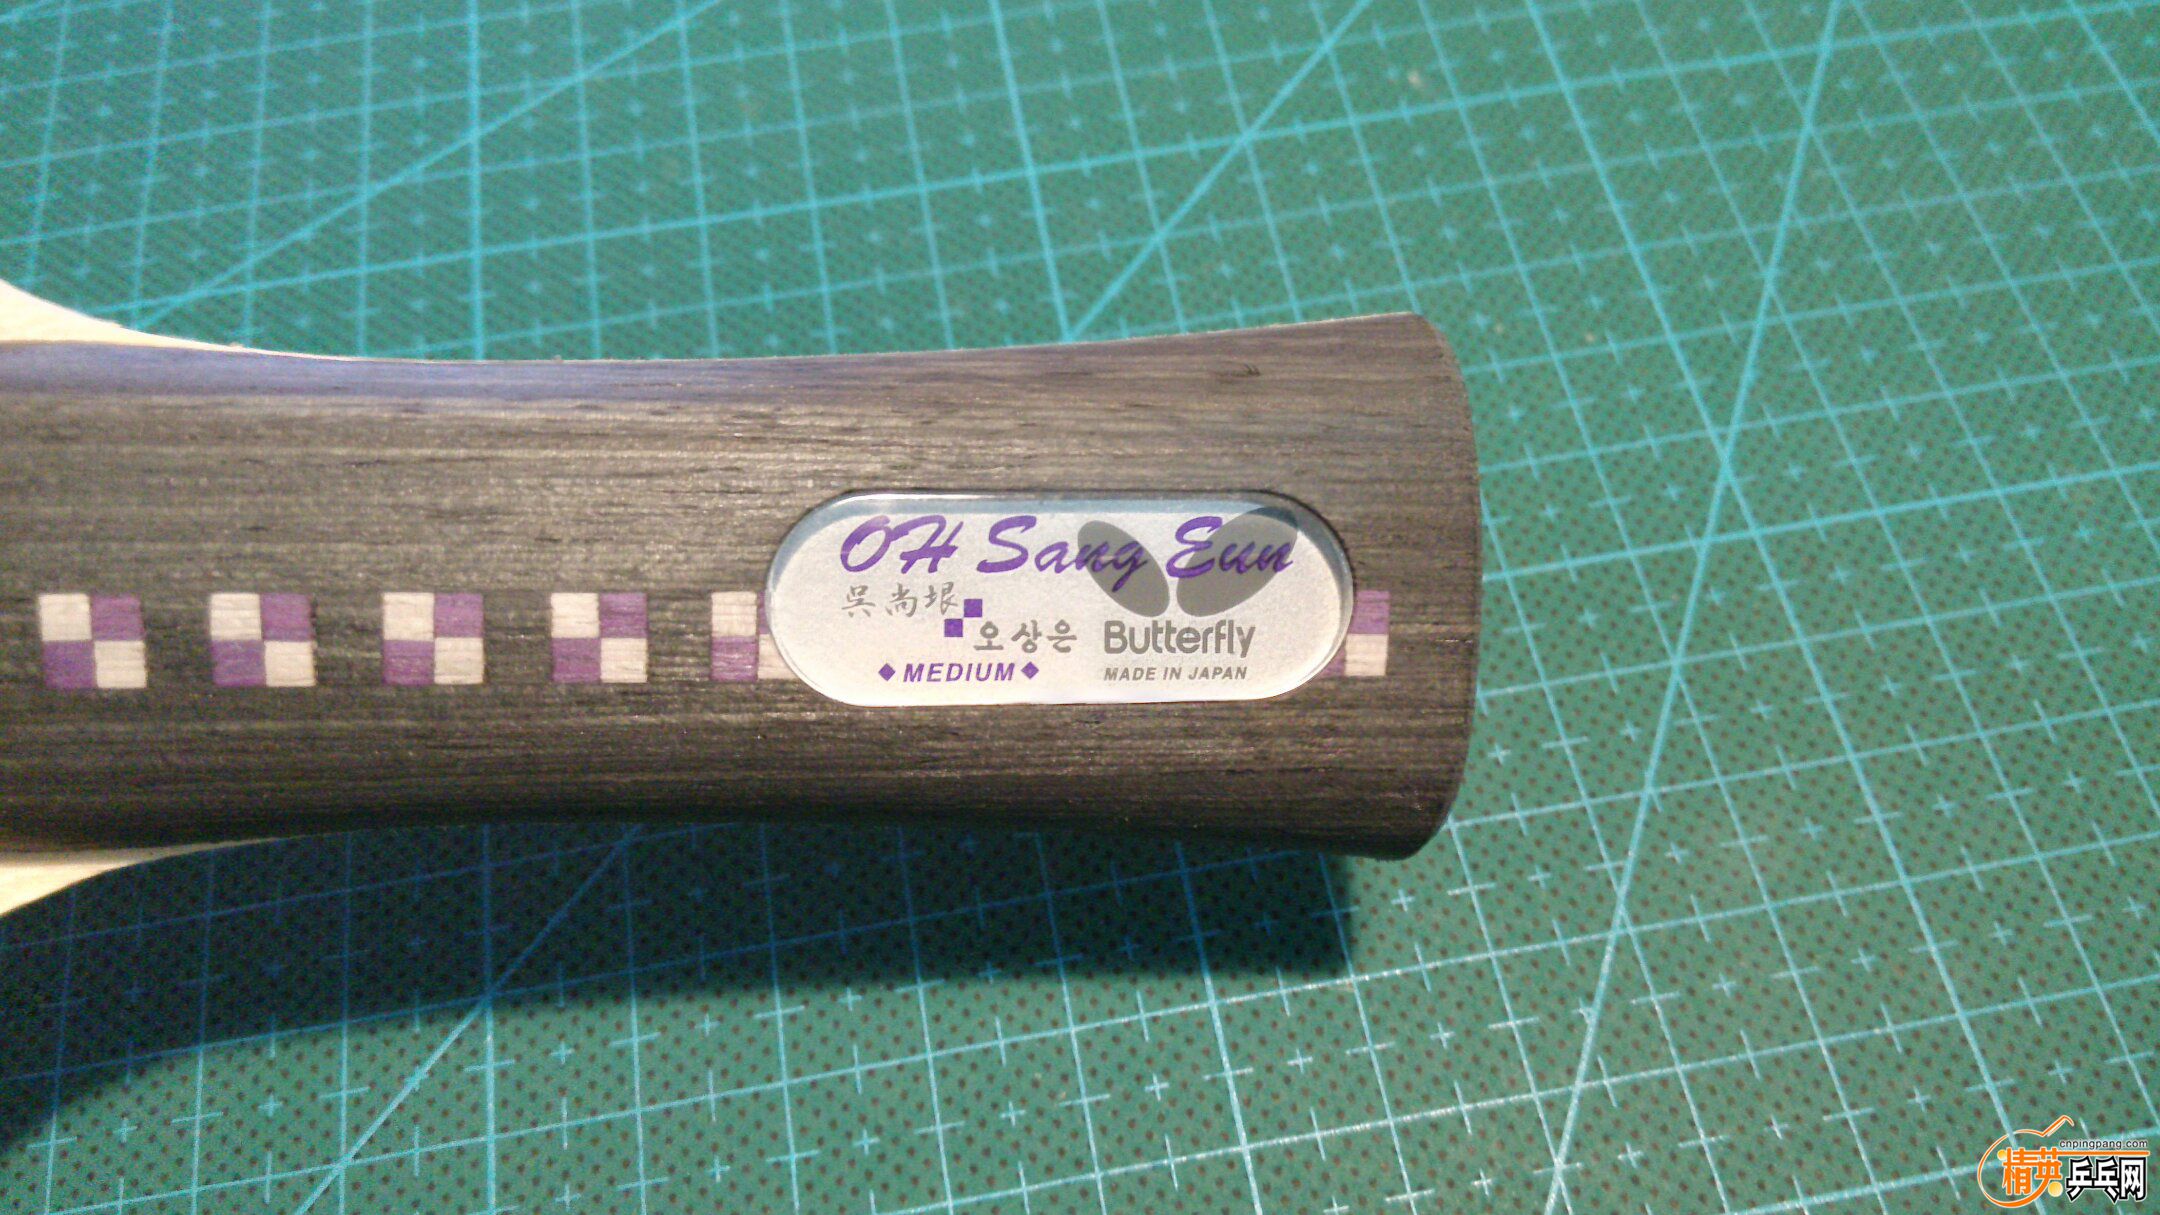 OH Sang Eun
呉尚垠
오상은
Butterfly
MEDIUM
MADE IN JAPAN
cnpingpang.com
精英乒乓网